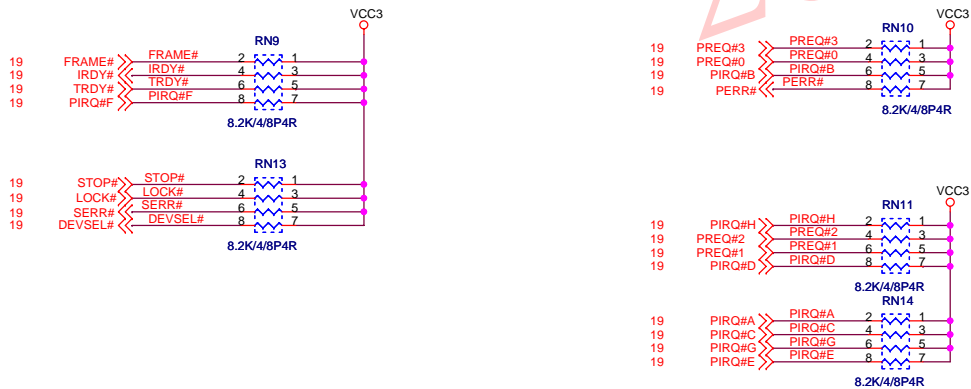 VCC3
RN9
19 FRAME# FRAME# 2 1
19 IRDY# IRDY# 4 3
19 TRDY# TRDY# 6 5
19 PIRQ#F PIRQ#F 8 7
8.2K/4/8P4R
RN13
19 STOP# STOP# 2 1
19 LOCK# LOCK# 4 3
19 SERR# SERR# 6 5
19 DEVSEL# DEVSEL# 8 7
8.2K/4/8P4R
VCC3
RN10
19 PREQ#3 PREQ#3 2 1
19 PREQ#0 PREQ#0 4 3
19 PIRQ#B PIRQ#B 6 5
19 PERR# PERR# 8 7
8.2K/4/8P4R
VCC3
RN11
19 PIRQ#H PIRQ#H 2 1
19 PREQ#2 PREQ#2 4 3
19 PREQ#1 PREQ#1 6 5
19 PIRQ#D PIRQ#D 8 7
8.2K/4/8P4R
RN14
19 PIRQ#A PIRQ#A 2 1
19 PIRQ#C PIRQ#C 4 3
19 PIRQ#G PIRQ#G 6 5
19 PIRQ#E PIRQ#E 8 7
8.2K/4/8P4R